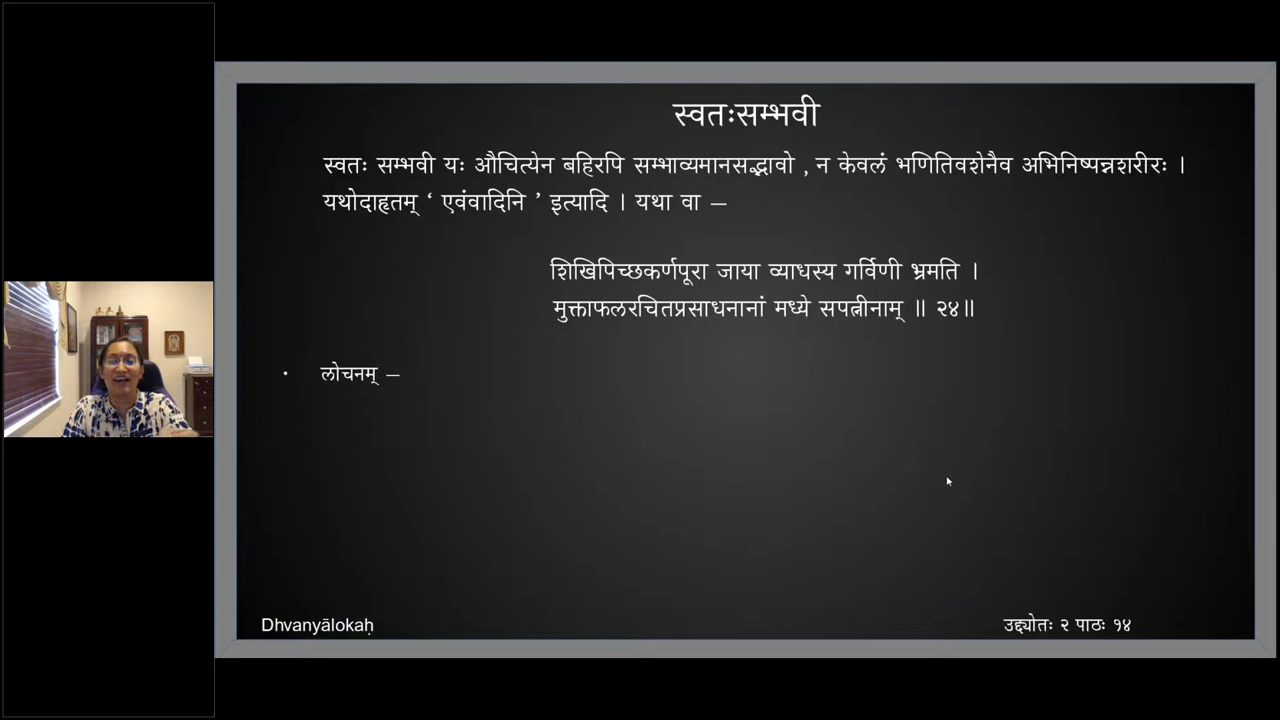 स्वतःसम्भवी
स्वतः सम्भवी यः औचित्येन बहिरपि सम्भाव्यमानसद्भावो , न केवलं भणितिवशेनैव अभिनिष्पन्नशरीरः ।
यथोदाहृतम् ‘ एवंवादिनि ’ इत्यादि । यथा वा –
शिखिपिच्छकर्णपूरा जाया व्याधस्य गर्विणी भ्रमति ।
मुक्ताफलरचितप्रसाधनानां मध्ये सपत्नीनाम् ॥ २४॥
• लोचनम् –
Dhvanyālokaḥ
उद्द्योतः २ पाठः १४